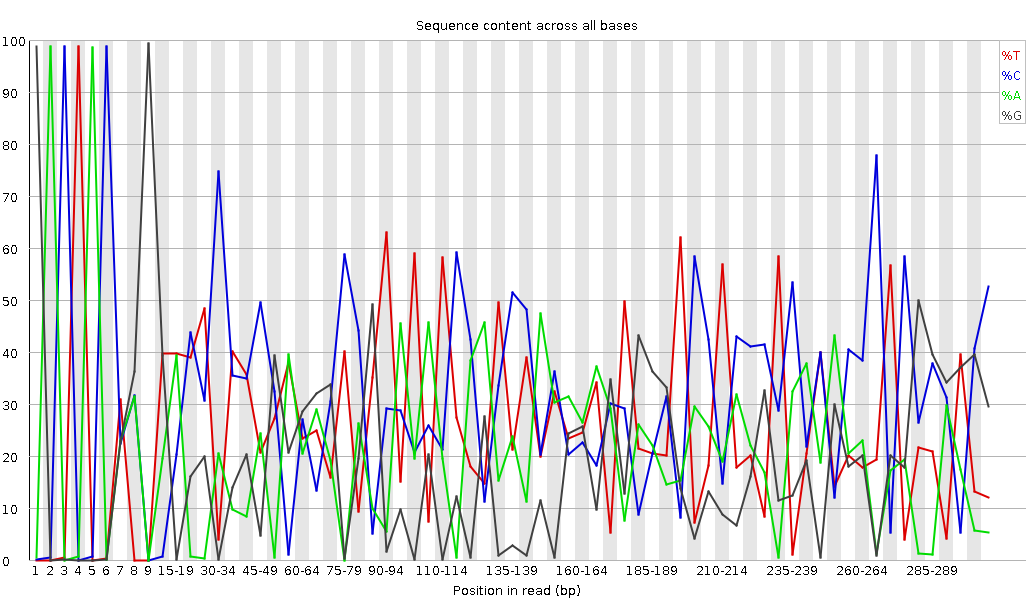 Sequence content across all bases
100
90
80
70
60
50
40
30
20
10
0
%T
%C
%A
%G
1 2 3 4 5 6 7 8 9 15-19 30-34 45-49 60-64 75-79 90-94 110-114 135-139 160-164 185-189 210-214 235-239 260-264 285-289
Position in read (bp)